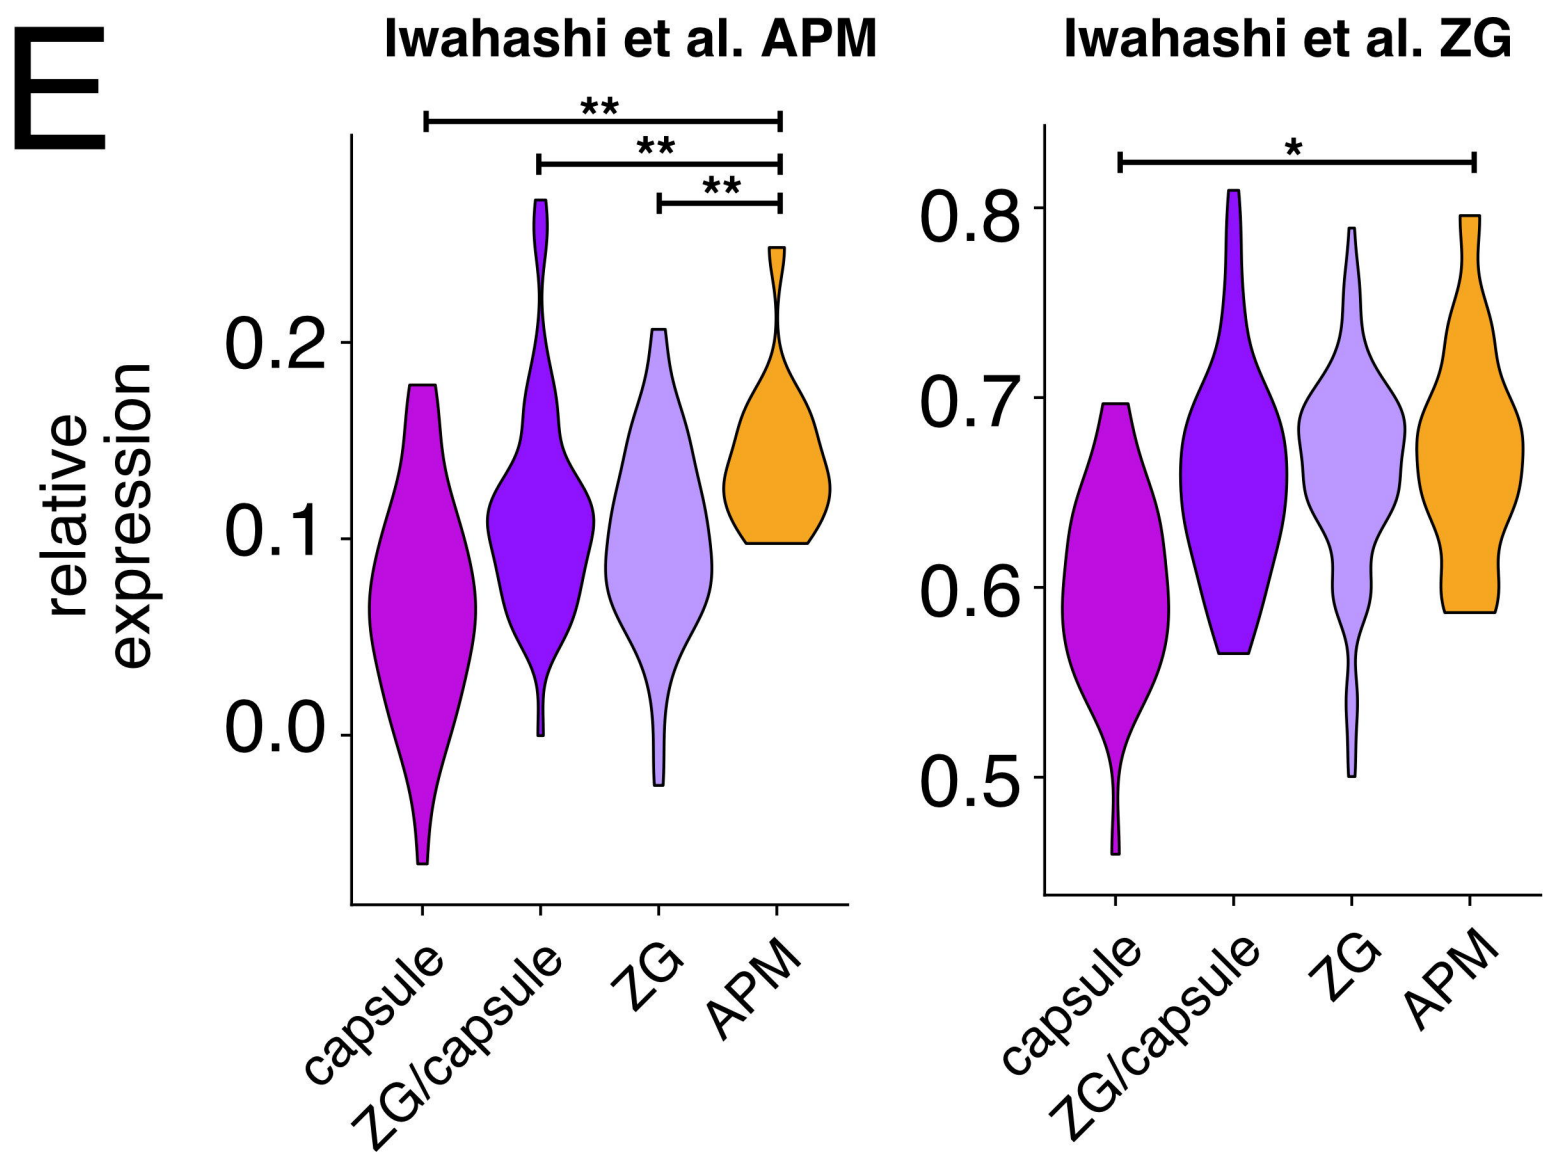 E
Iwahashi et al. APM
Iwahashi et al. ZG
relative
expression
**
**
**
0.2
0.1
0.0
capsule
ZG/capsule
ZG
APM
*
0.8
0.7
0.6
0.5
capsule
ZG/capsule
ZG
APM